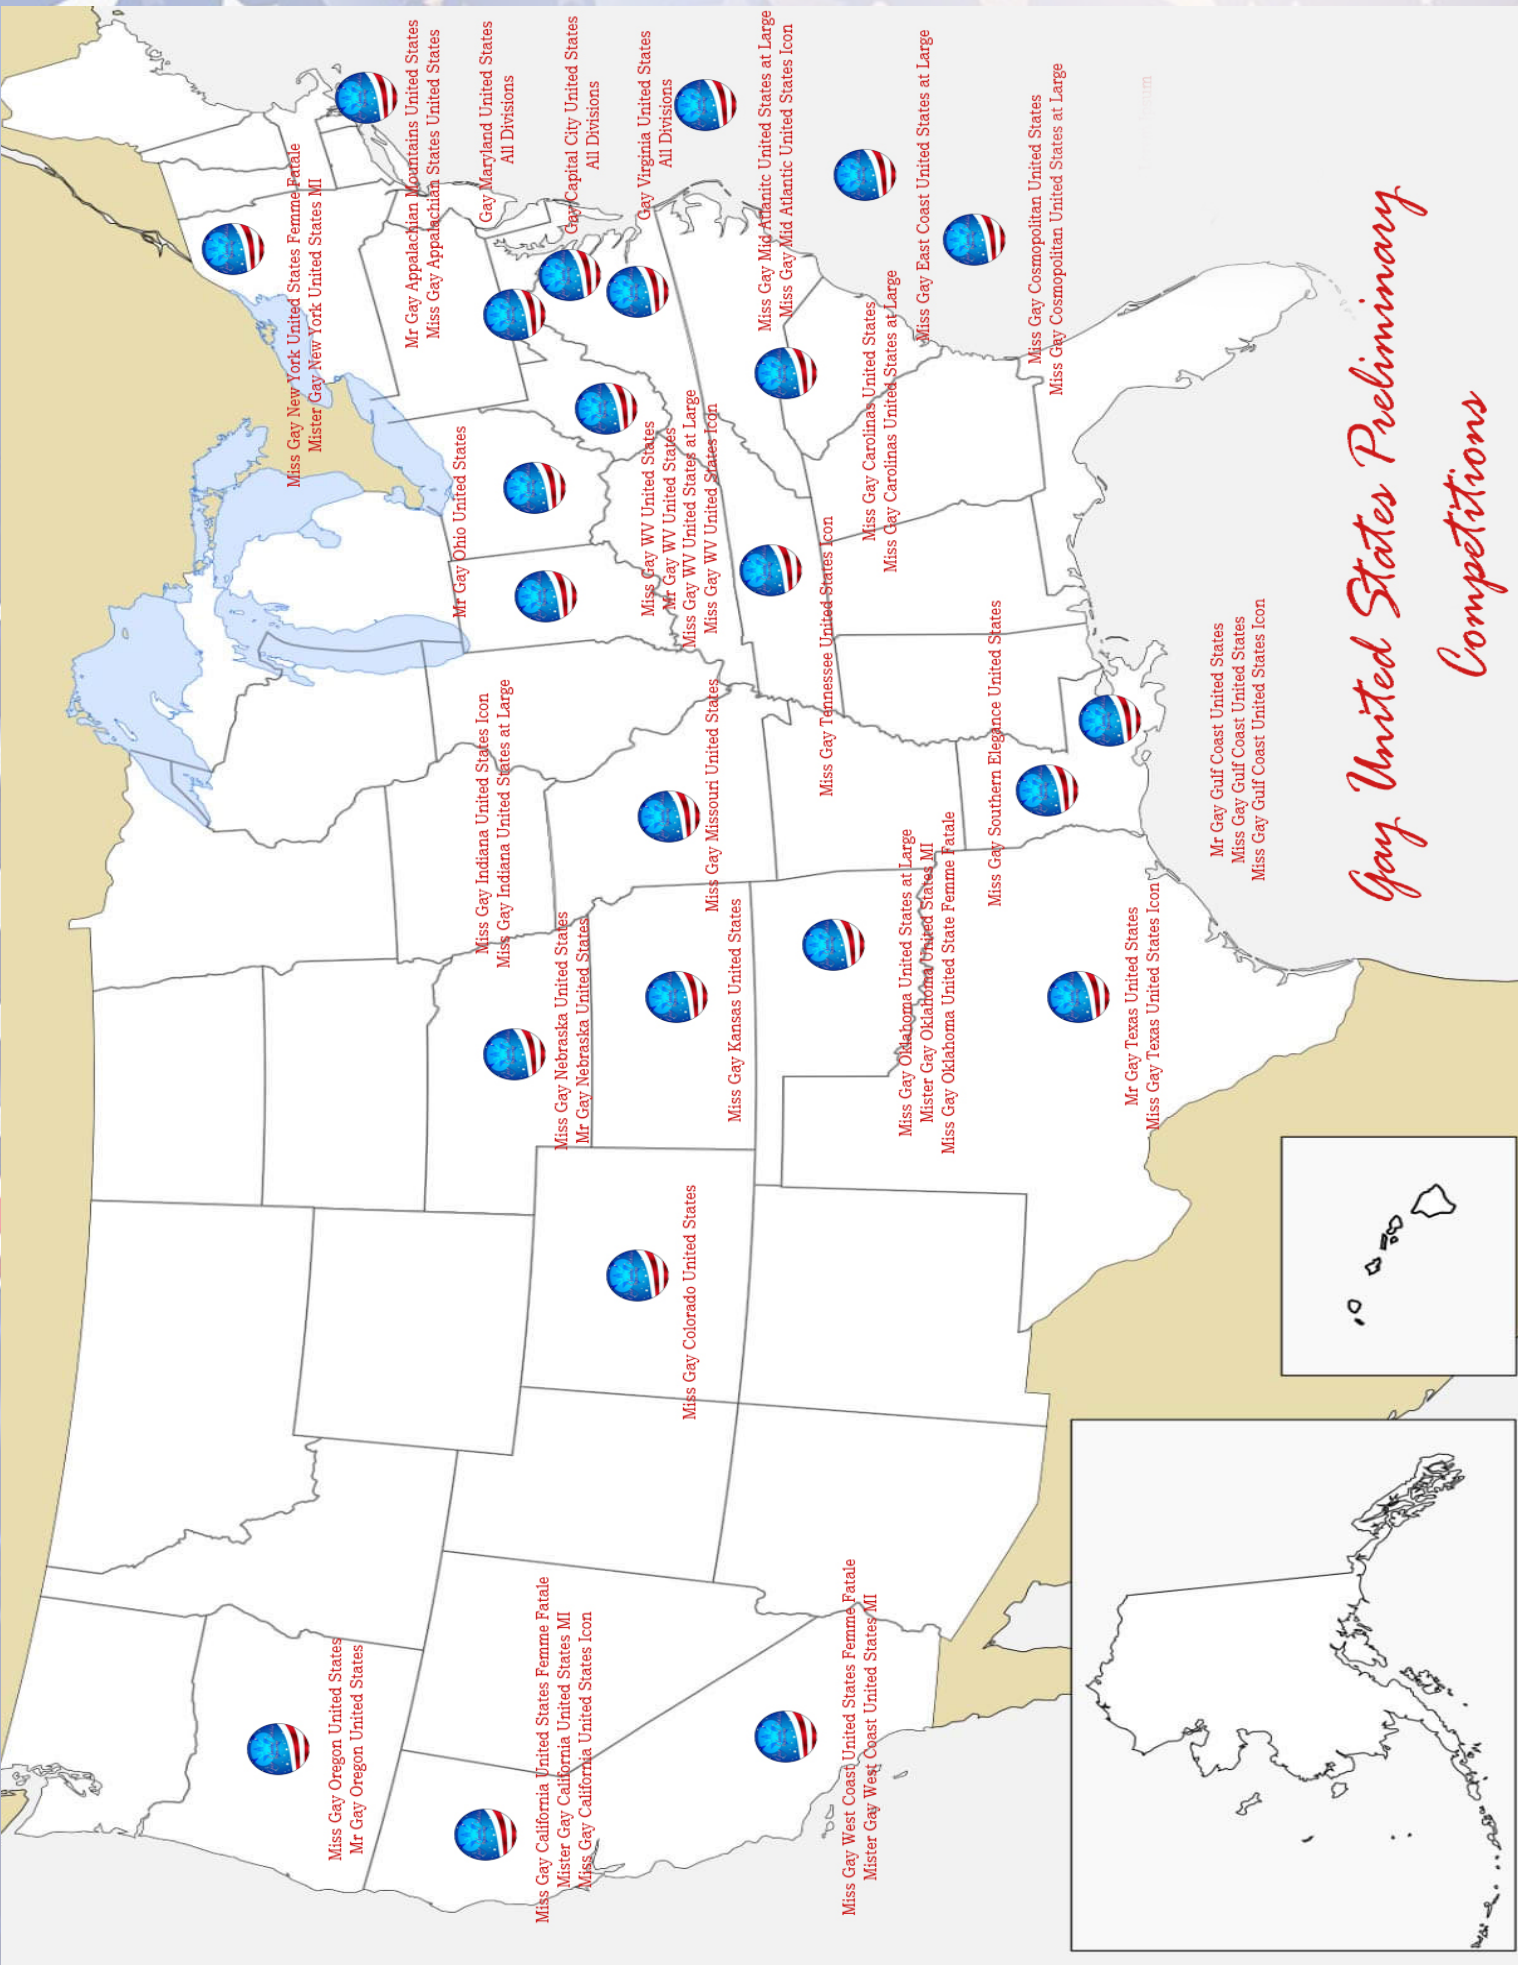 Miss Gay Oregon United States
Mr Gay Oregon United States
Miss Gay California United States Femme Fatale
Mister Gay California United States MI
Miss Gay California United States Icon
Miss Gay West Coast United States Femme Fatale
Mister Gay West Coast United States MI
Miss Gay Colorado United States
Miss Gay Nebraska United States
Mr Gay Nebraska United States
Miss Gay Kansas United States
Miss Gay Oklahoma United States at Large
Mister Gay Oklahoma United States MI
Miss Gay Oklahoma United State Femme Fatale
Mr Gay Texas United States
Miss Gay Texas United States Icon
Miss Gay Indiana United States Icon
Miss Gay Indiana United States at Large
Miss Gay Missouri United States
Miss Gay Tennessee United States Icon
Miss Gay Southern Elegance United States
Mr Gay Gulf Coast United States
Miss Gay Gulf Coast United States
Miss Gay Gulf Coast United States Icon
Mr Gay Ohio United States
Miss Gay WV United States
Mr Gay WV United States
Miss Gay WV United States at Large
Miss Gay WV United States Icon
Miss Gay Carolinas United States
Miss Gay Carolinas United States at Large
Miss Gay New York United States Femme Fatale
Mister Gay New York United States MI
Mr Gay Appalachian Mountains United States
Miss Gay Appalachian States United States
Gay Maryland United States
All Divisions
Gay Capital City United States
All Divisions
Gay Virginia United States
All Divisions
Miss Gay Mid Atlanitc United States at Large
Miss Gay Mid Atlantic United States Icon
Miss Gay East Coast United States at Large
Miss Gay Cosmopolitan United States
Miss Gay Cosmopolitan United States at Large
Gay United States Preliminary
Competitions